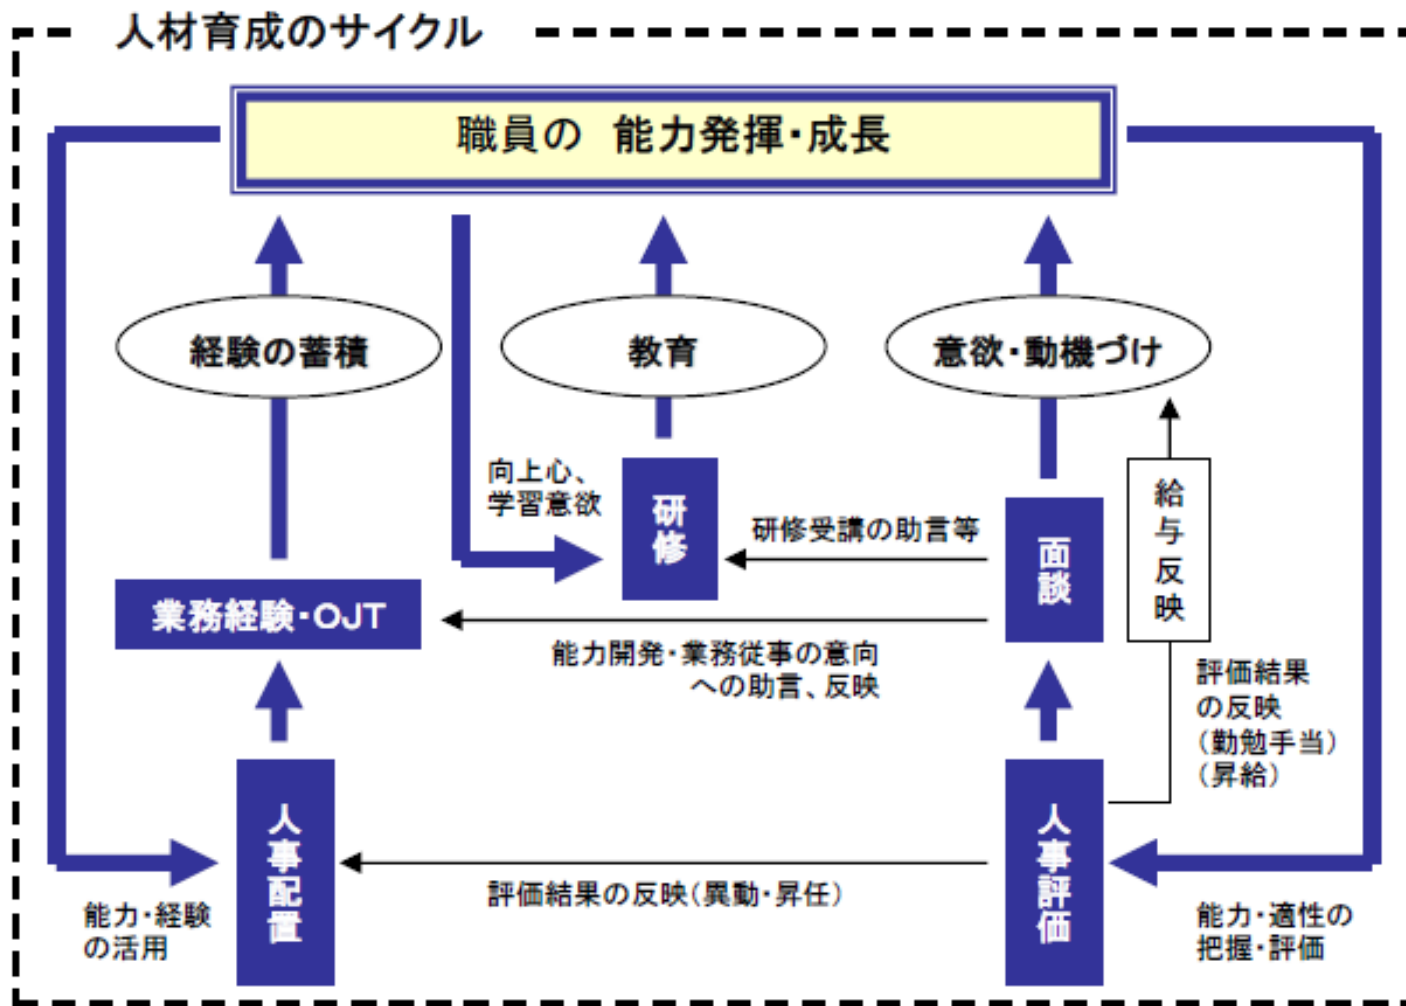 人材育成のサイクル
職員の 能力発揮・成長
経験の蓄積
教育
意欲・動機づけ
向上心、
学習意欲
研修
研修受講の助言等
面談
給与反映
業務経験・OJT
能力開発・業務従事の意向
への助言、反映
評価結果
の反映
(勤勉手当)
(昇給)
人事配置
人事評価
評価結果の反映(異動・昇任)
能力・経験
の活用
能力・適性の
把握・評価